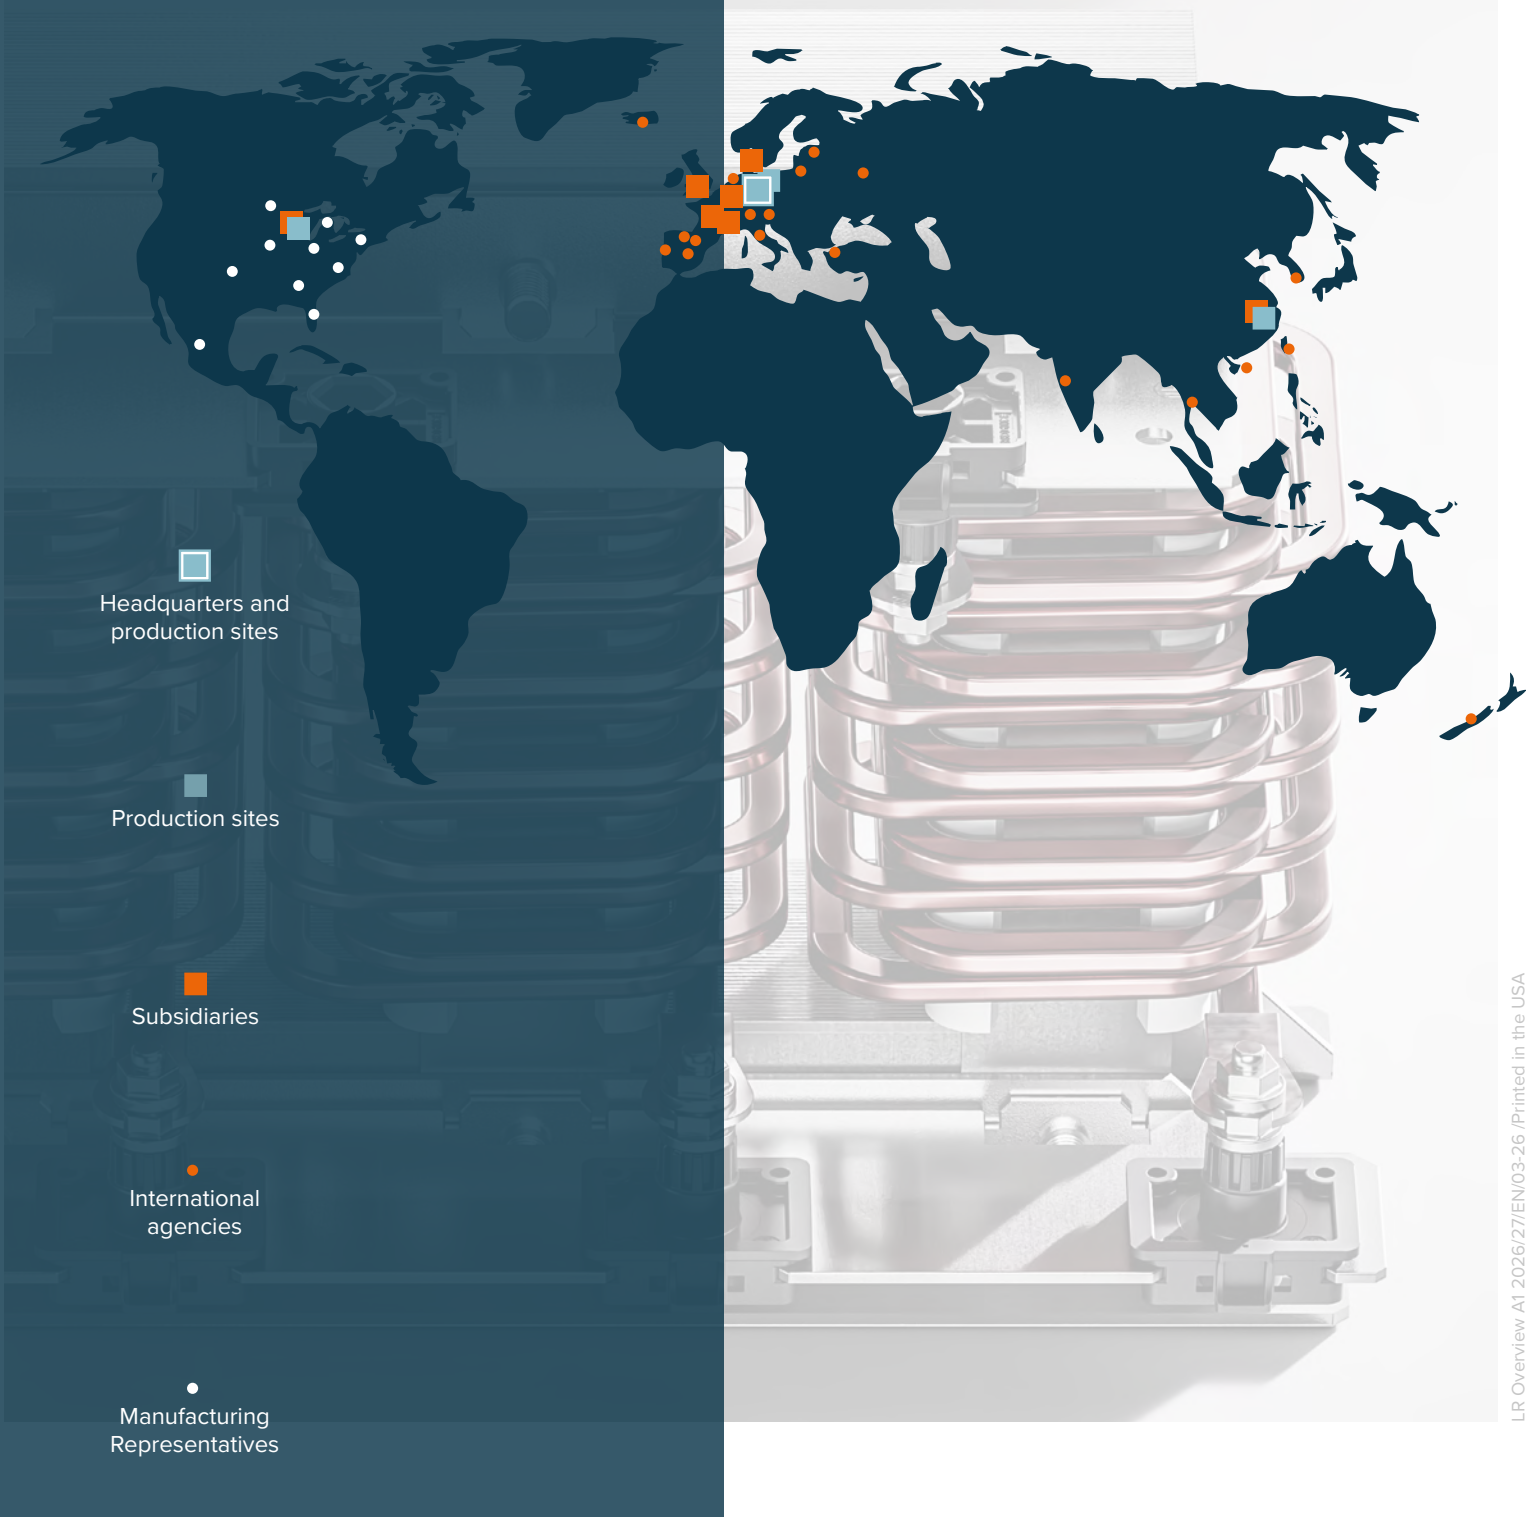 Headquarters and
production sites
Production sites
Subsidiaries
International
agencies
Manufacturing
Representatives
LR Overview A1 2026/27/EN/03-26 /Printed in the USA